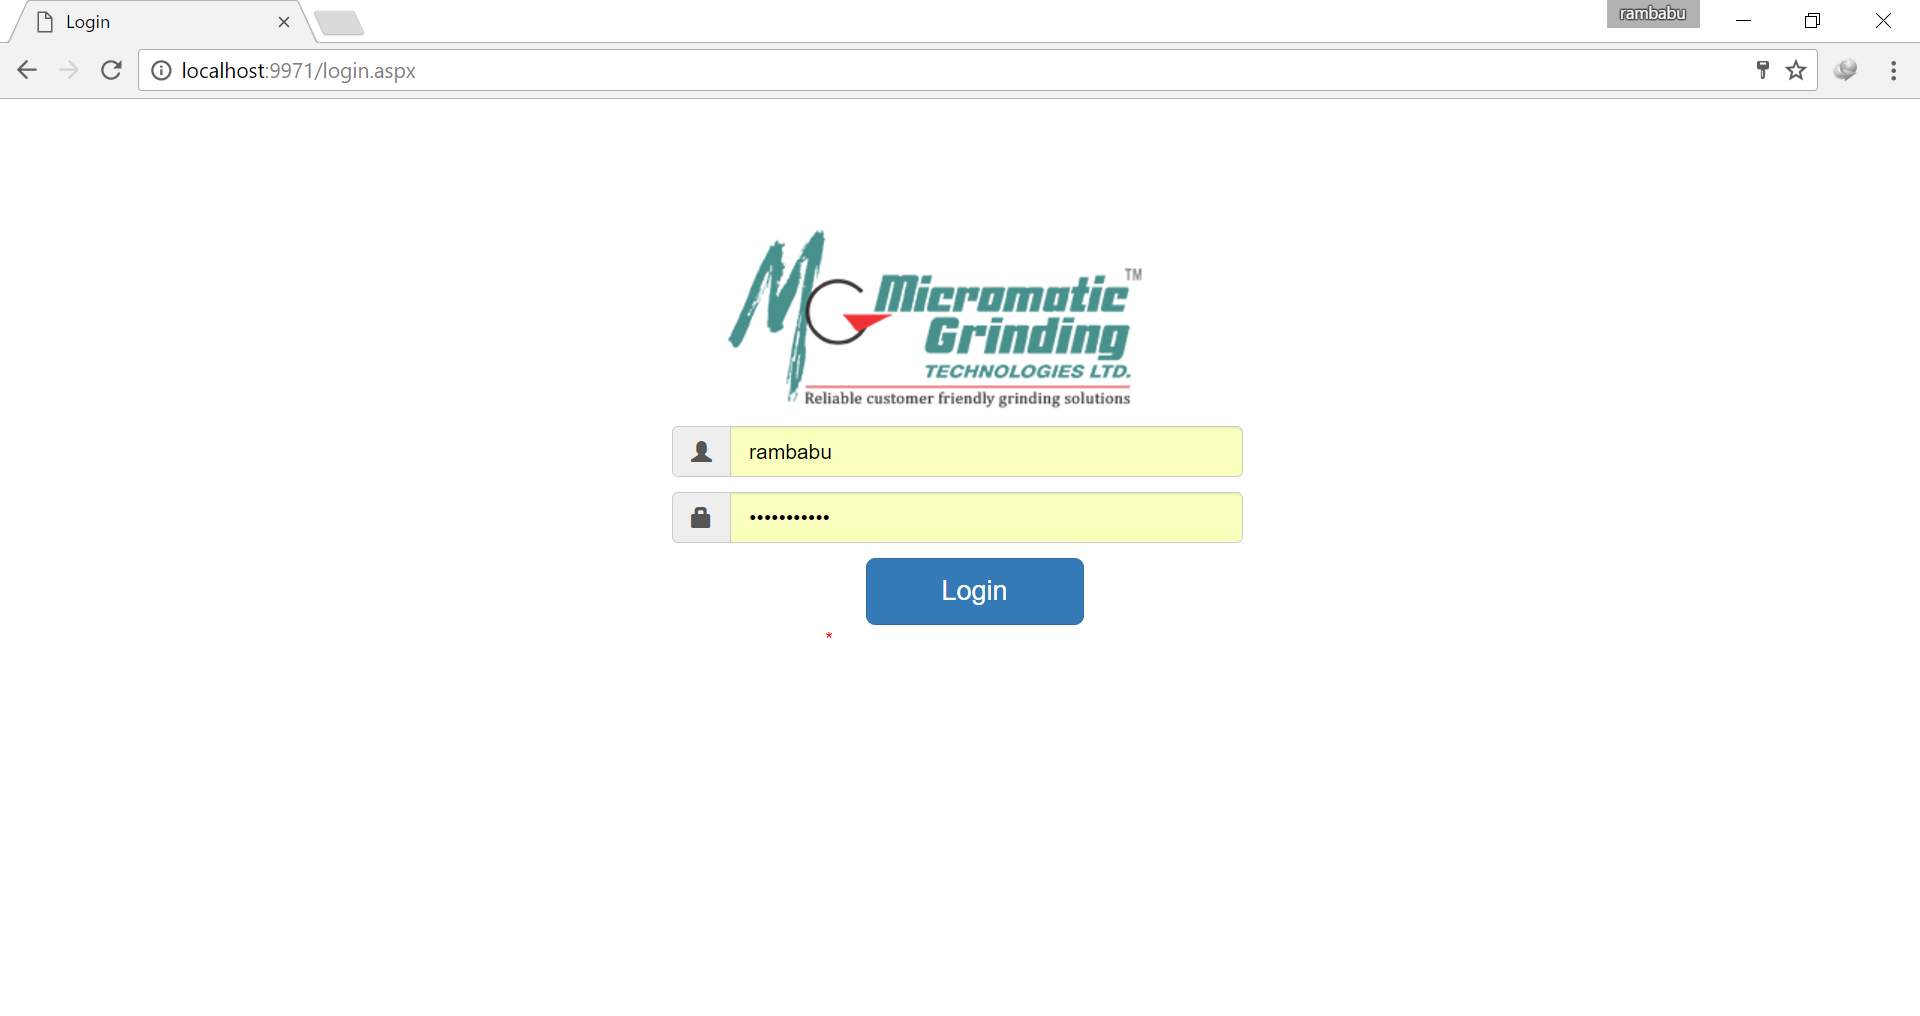 Login
rambabu
localhost:9971/login.aspx
MG Micromatic TM
Grinding
TECHNOLOGIES LTD.
Reliable customer friendly grinding solutions
rambabu
•••••••••••
Login
*